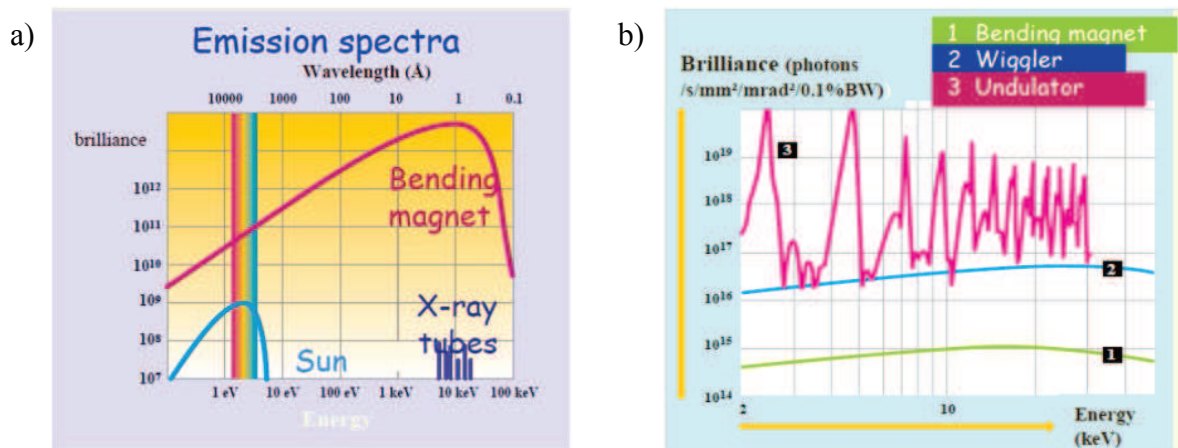 a)
Emission spectra
Wavelength (Å)
10000 1000 100 10 1 0.1
brilliance
10¹²
10¹¹
10¹⁰
10⁹
10⁸
10⁷
Bending
magnet
X-ray
tubes
Sun
1 eV 10 eV 100 eV 1 keV 10 keV 100 keV
Energy
b)
1 Bending magnet
2 Wiggler
3 Undulator
Brilliance (photons
/s/mm²/mrad²/0.1%BW)
10¹⁹
10¹⁸
10¹⁷
10¹⁶
10¹⁵
10¹⁴
3
2
1
2 10
Energy
(keV)